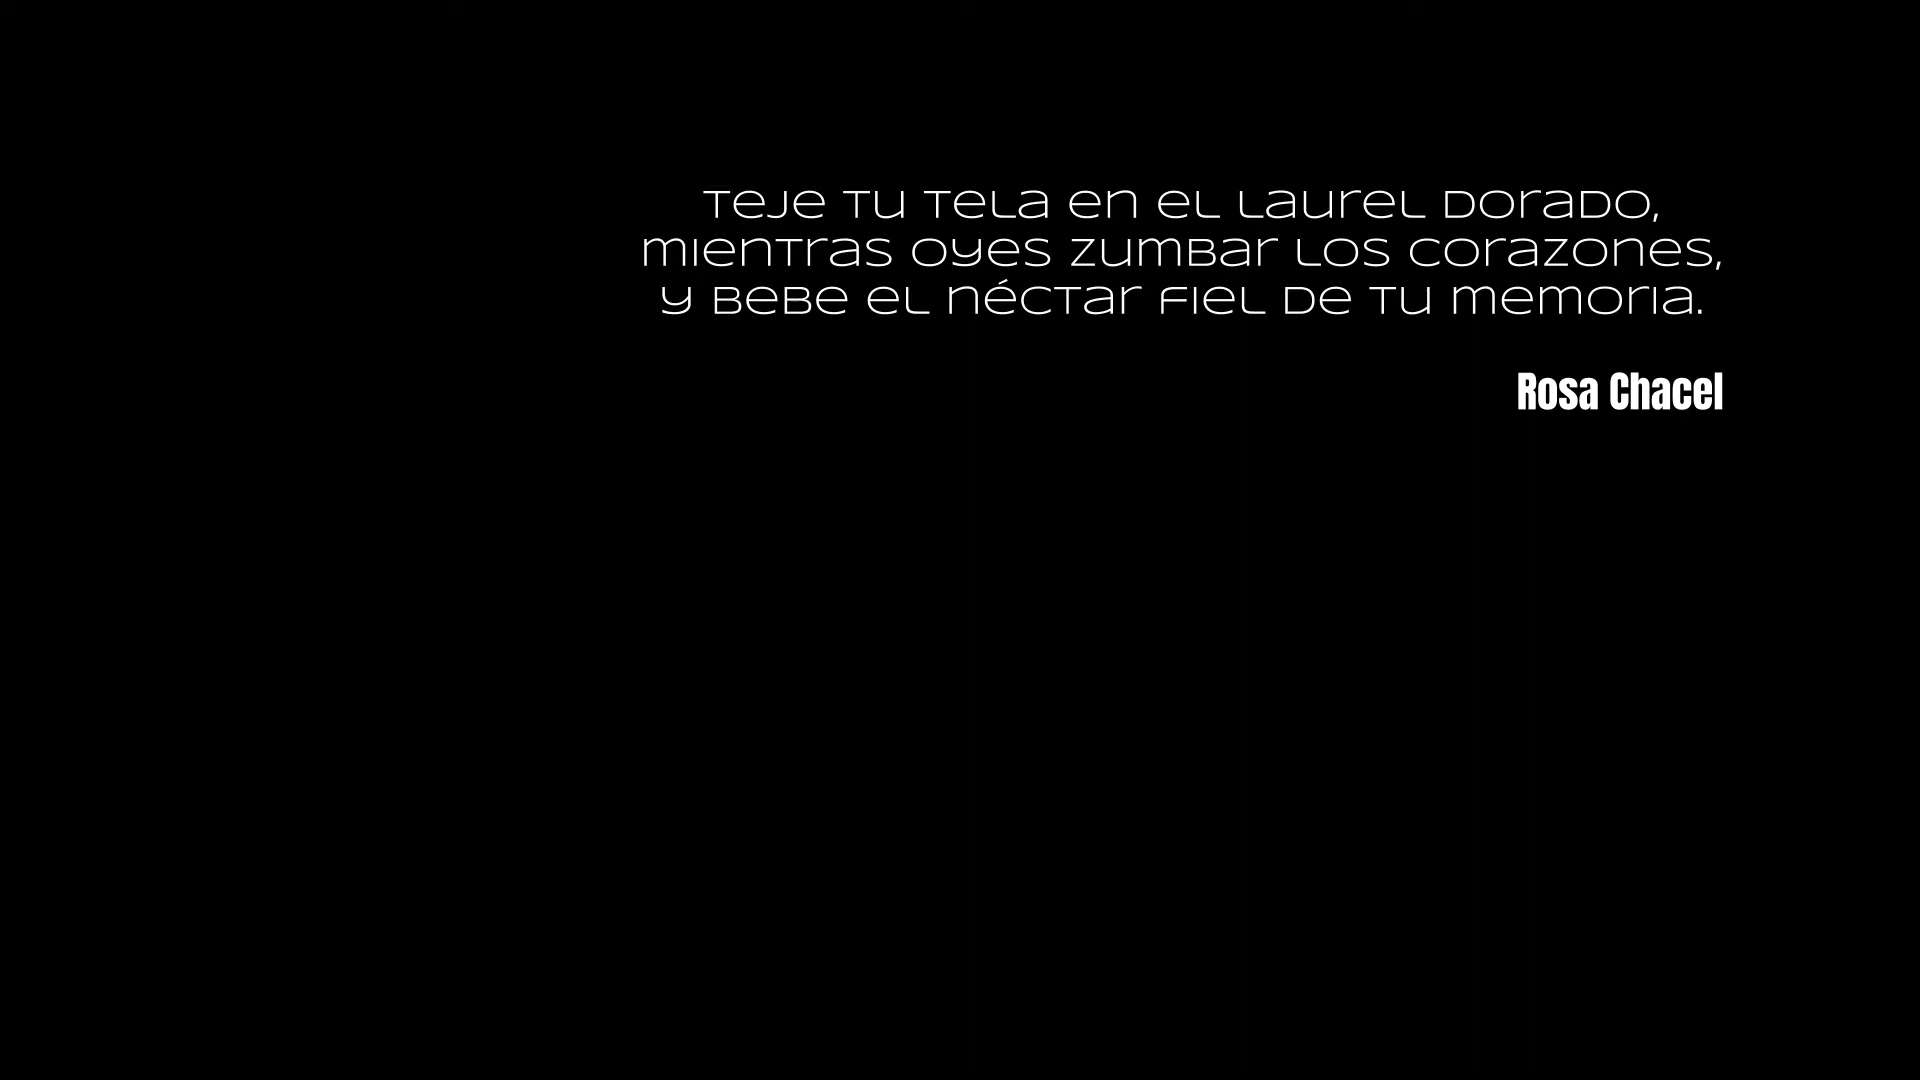 Teje tu tela en el laurel dorado,
mientras oyes zumbar los corazones,
y bebe el néctar fiel de tu memoria.
Rosa Chacel